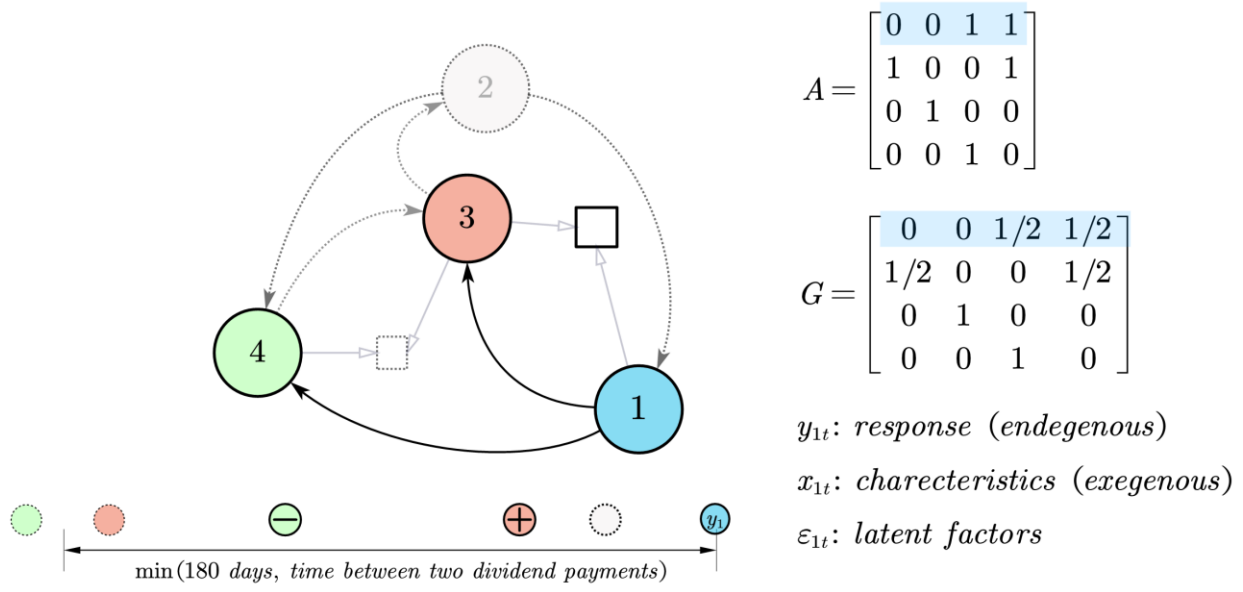 2
3
4
1
− + y₁
min(180 days, time between two dividend payments)
A = [0 0 1 1
1 0 0 1
0 1 0 0
0 0 1 0]
G = [0 0 1/2 1/2
1/2 0 0 1/2
0 1 0 0
0 0 1 0]
y₁ₜ: response (endegenous)
x₁ₜ: charecteristics (exegenous)
ε₁ₜ: latent factors